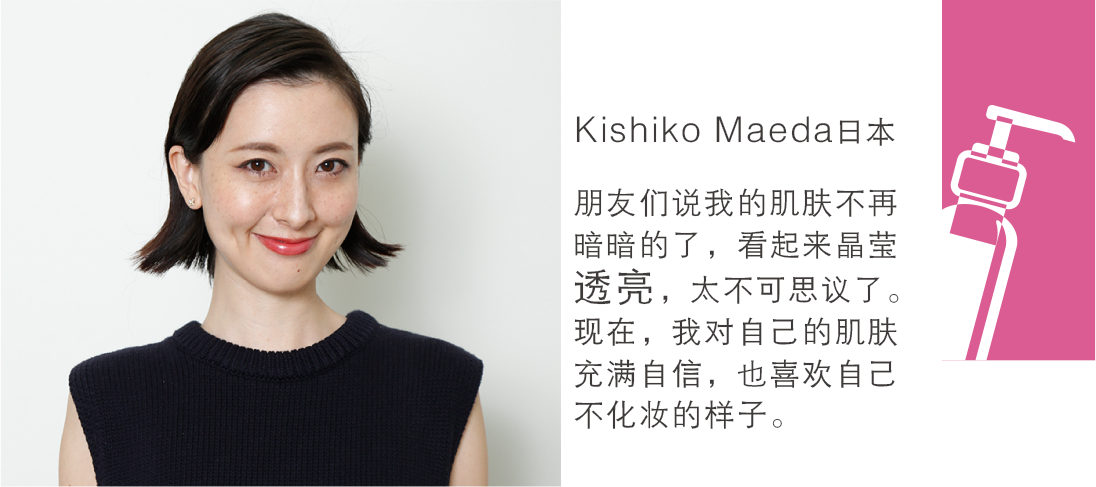 Kishiko Maeda日本
朋友们说我的肌肤不再
暗暗的了，看起来晶莹
透亮，太不可思议了。
现在，我对自己的肌肤
充满自信，也喜欢自己
不化妆的样子。